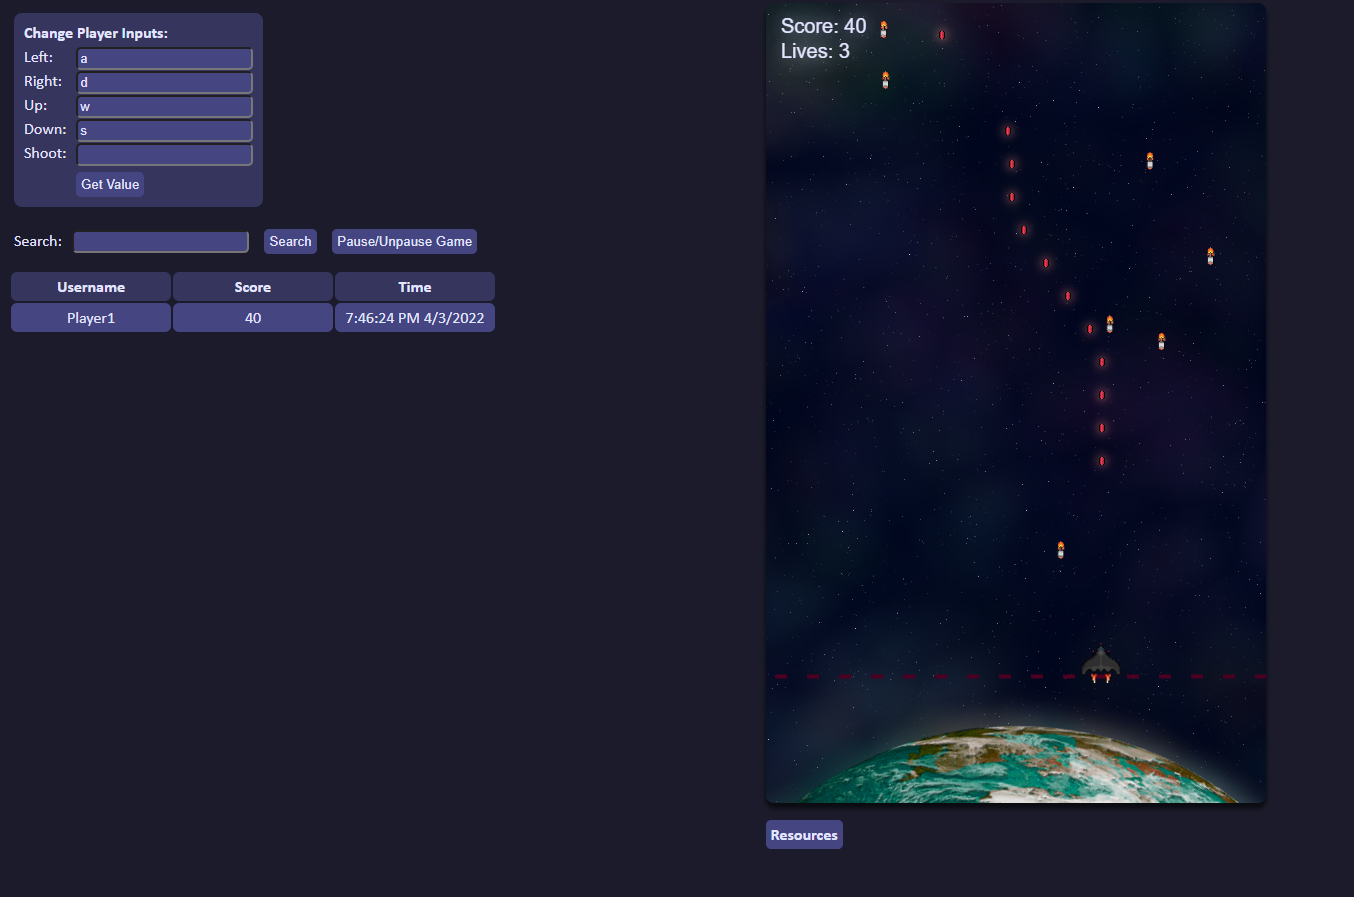 Change Player Inputs:
Left: a
Right: d
Up: w
Down: s
Shoot:
Get Value
Search: Search Pause/Unpause Game
Username Score Time
Player1 40 7:46:24 PM 4/3/2022
Score: 40
Lives: 3
Resources